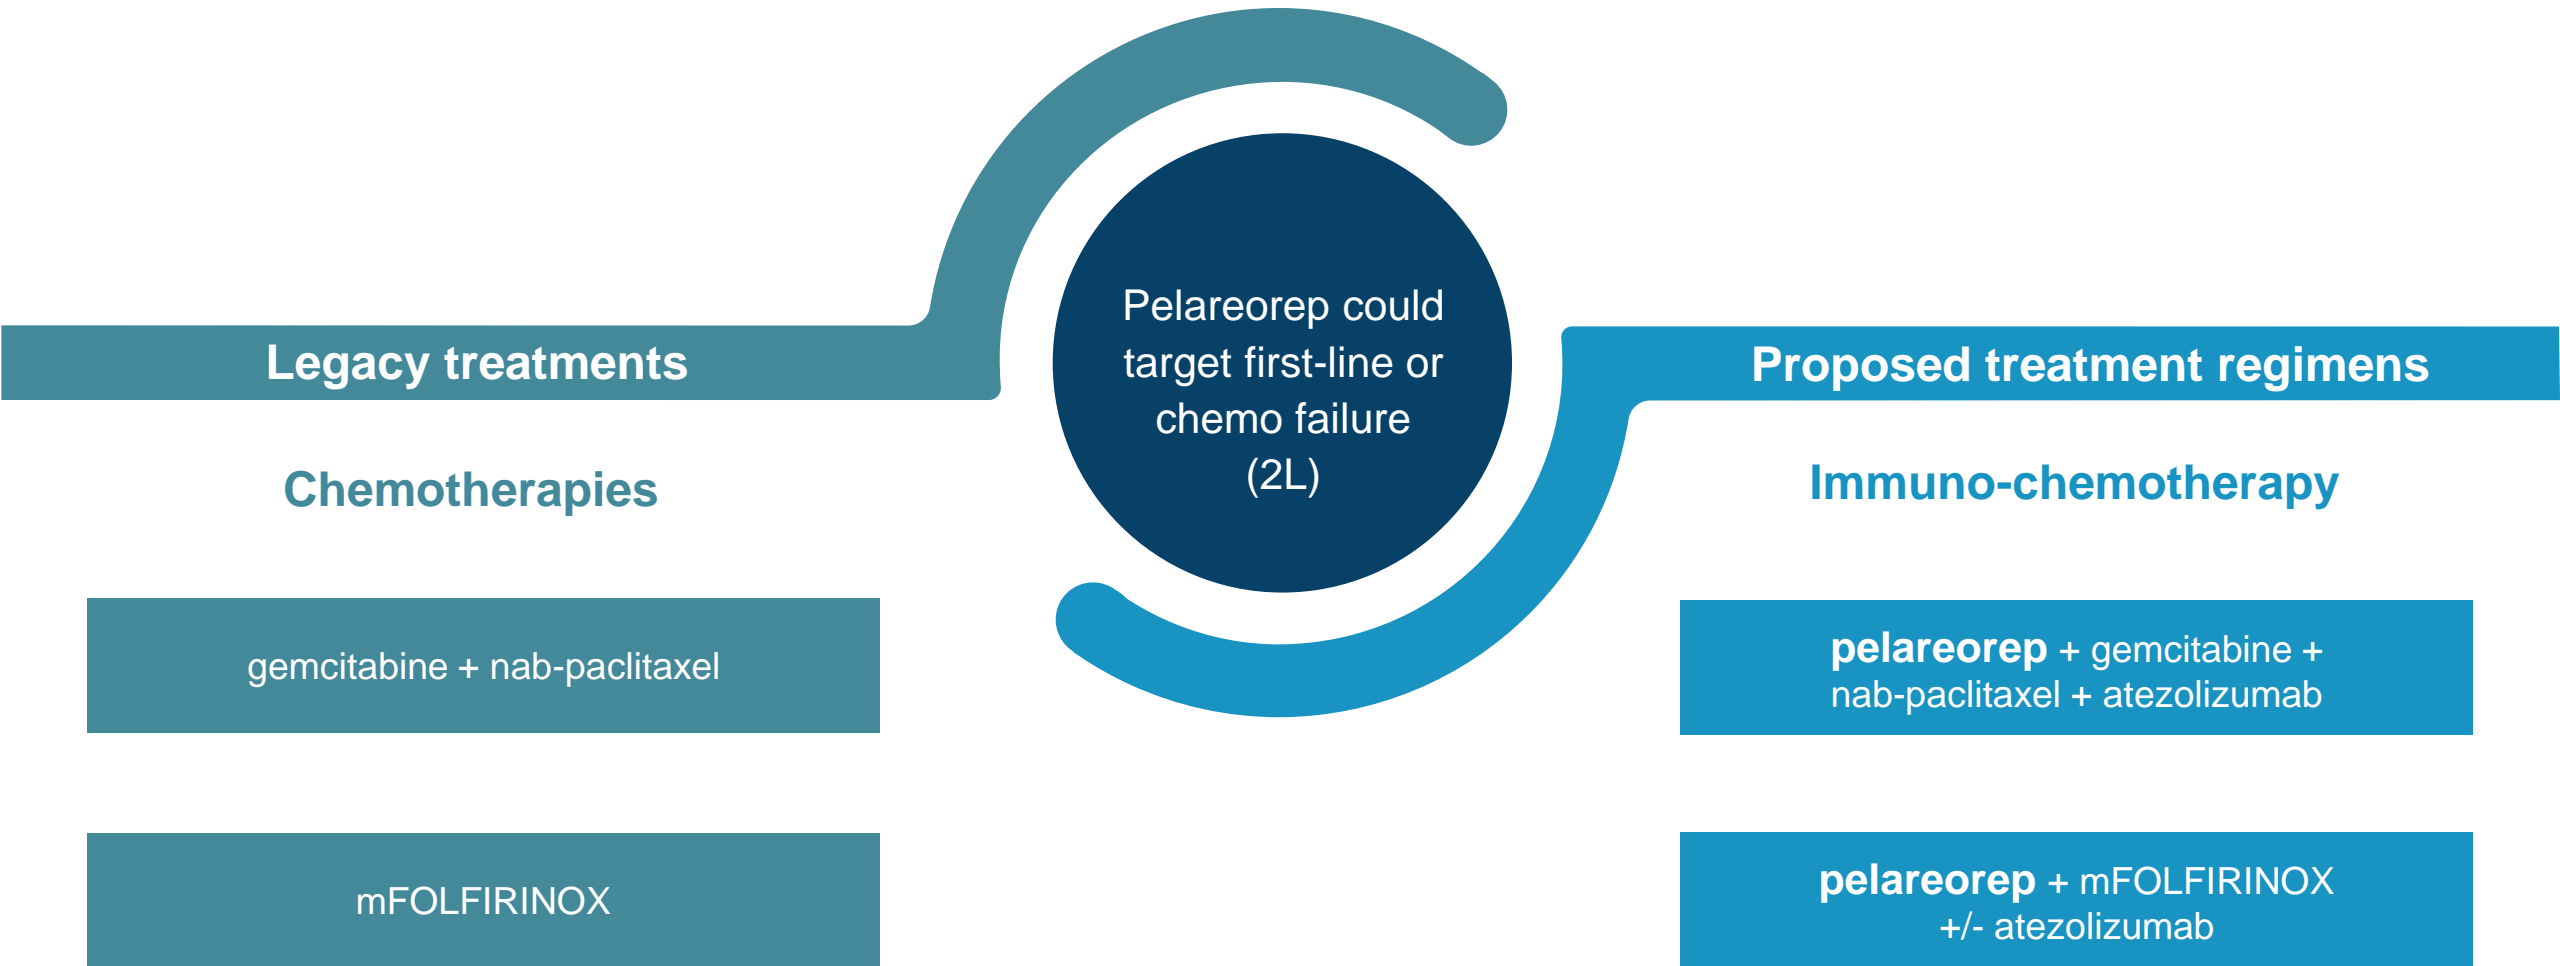 Legacy treatments
Chemotherapies
gemcitabine + nab-paclitaxel
mFOLFIRINOX
Pelareorep could
target first-line or
chemo failure
(2L)
Proposed treatment regimens
Immuno-chemotherapy
pelareorep + gemcitabine +
nab-paclitaxel + atezolizumab
pelareorep + mFOLFIRINOX
+/- atezolizumab